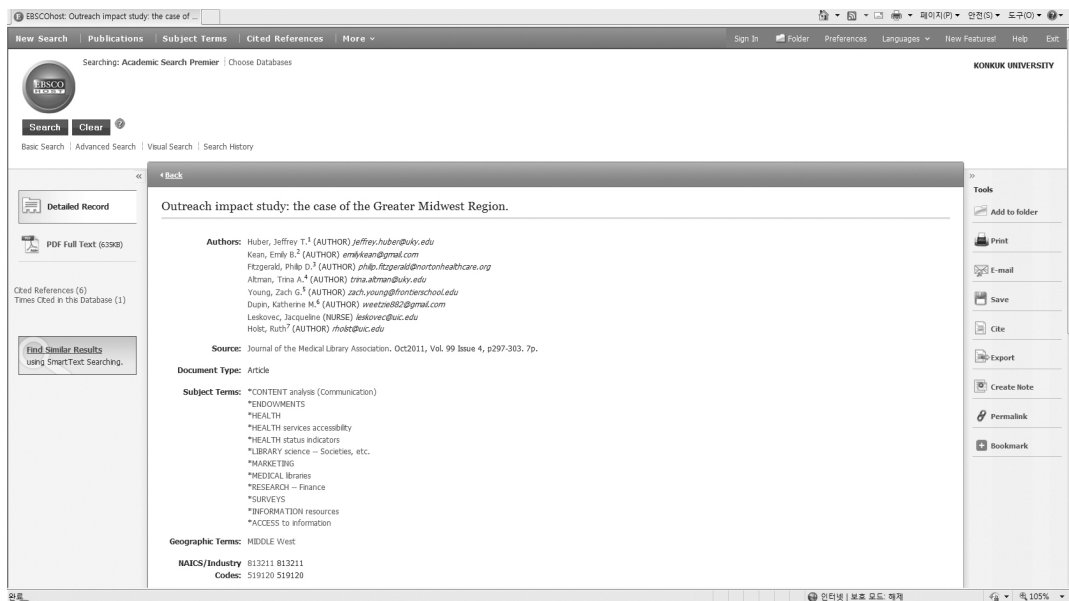 EBSCOhost: Outreach impact study: the case of ...
페이지(P) 안전(S) 도구(O)
New Search | Publications | Subject Terms | Cited References | More
Sign In Folder Preferences Languages New Features! Help Exit
Searching: Academic Search Premier | Choose Databases
KONKUK UNIVERSITY
EBSCO
HOST
Search Clear ?
Basic Search | Advanced Search | Visual Search | Search History
« Back »
Detailed Record
PDF Full Text (635KB)
Cited References (6)
Times Cited in this Database (1)
Find Similar Results
using SmartText Searching.
Outreach impact study: the case of the Greater Midwest Region.
Authors: Huber, Jeffrey T.1 (AUTHOR) jeffrey.huber@uky.edu
Kean, Emily B.2 (AUTHOR) emilykean@gmail.com
Fitzgerald, Philip D.3 (AUTHOR) philip.fitzgerald@nortonhealthcare.org
Altman, Trina A.4 (AUTHOR) trina.altman@uky.edu
Young, Zach G.5 (AUTHOR) zach.young@frontierschool.edu
Dupin, Katherine M.6 (AUTHOR) weetzie882@gmail.com
Leskovec, Jacqueline (NURSE) leskovec@uic.edu
Holst, Ruth7 (AUTHOR) rholst@uic.edu
Source: Journal of the Medical Library Association. Oct2011, Vol. 99 Issue 4, p297-303. 7p.
Document Type: Article
Subject Terms: *CONTENT analysis (Communication)
*ENDOWMENTS
*HEALTH
*HEALTH services accessibility
*HEALTH status indicators
*LIBRARY science -- Societies, etc.
*MARKETING
*MEDICAL libraries
*RESEARCH -- Finance
*SURVEYS
*INFORMATION resources
*ACCESS to information
Geographic Terms: MIDDLE West
NAICS/Industry 813211 813211
Codes: 519120 519120
Tools
Add to folder
Print
E-mail
Save
Cite
Export
Create Note
Permalink
Bookmark
완료
인터넷 | 보호 모드: 해제
105%